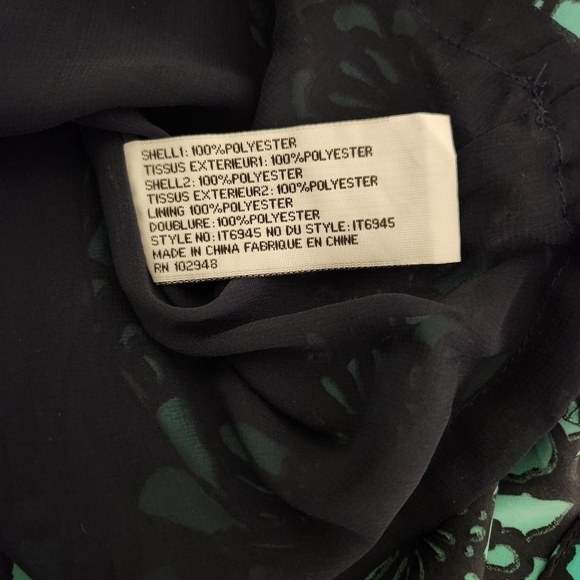 SHELL1: 100%POLYESTER
TISSUS EXTERIEUR1: 100%POLYESTER
SHELL2: 100%POLYESTER
TISSUS EXTERIEUR2: 100%POLYESTER
LINING 100%POLYESTER
DOUBLURE: 100%POLYESTER
STYLE NO: IT6945 NO DU STYLE: IT6945
MADE IN CHINA FABRIQUE EN CHINE
RN 102948